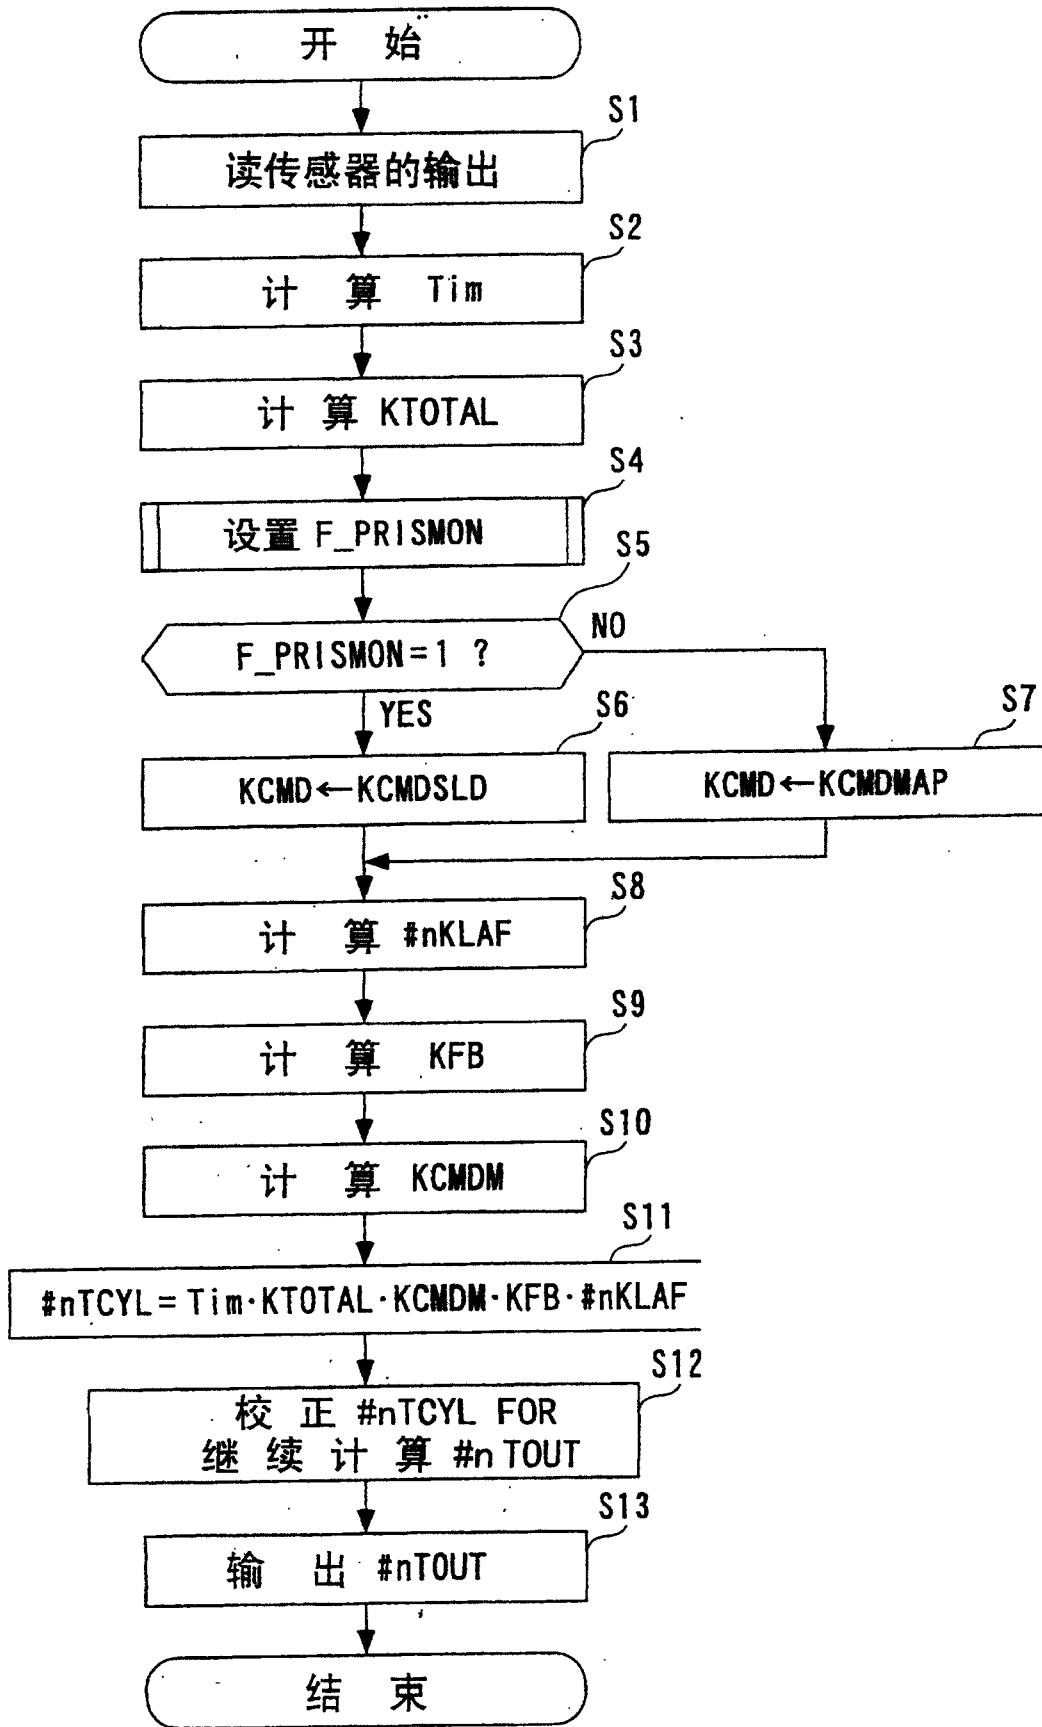 开 始
S1
读传感器的输出
S2
计 算 Tim
S3
计 算 KTOTAL
S4
设置 F_PRISMON
S5
F_PRISMON=1 ?
NO
YES
S6
KCMD←KCMDSLD
S7
KCMD←KCMDMAP
S8
计 算 #nKLAF
S9
计 算 KFB
S10
计 算 KCMDM
S11
#nTCYL=Tim·KTOTAL·KCMDM·KFB·#nKLAF
S12
校 正 #nTCYL FOR
继 续 计 算 #n TOUT
S13
输 出 #nTOUT
结 束